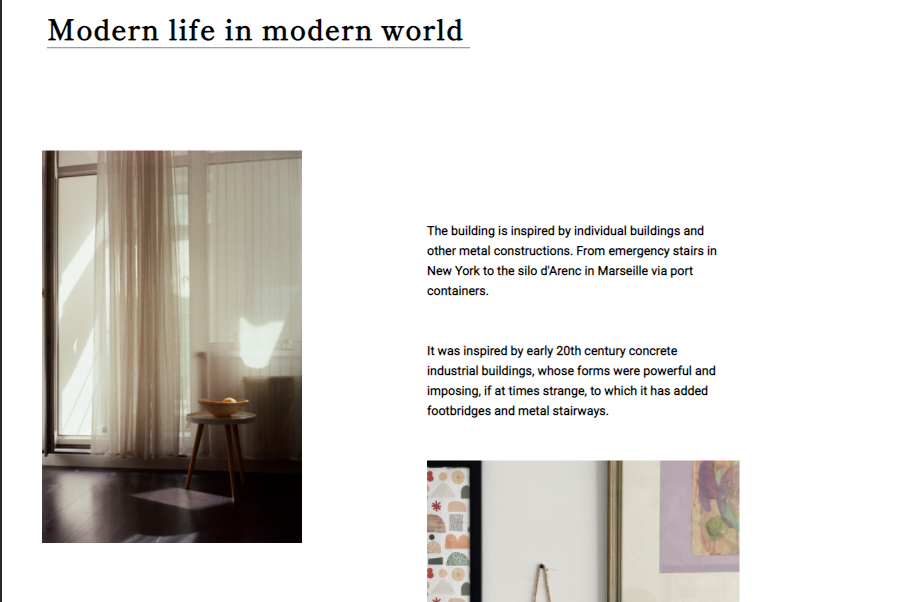 Modern life in modern world
The building is inspired by individual buildings and
other metal constructions. From emergency stairs in
New York to the silo d'Arenc in Marseille via port
containers.
It was inspired by early 20th century concrete
industrial buildings, whose forms were powerful and
imposing, if at times strange, to which it has added
footbridges and metal stairways.